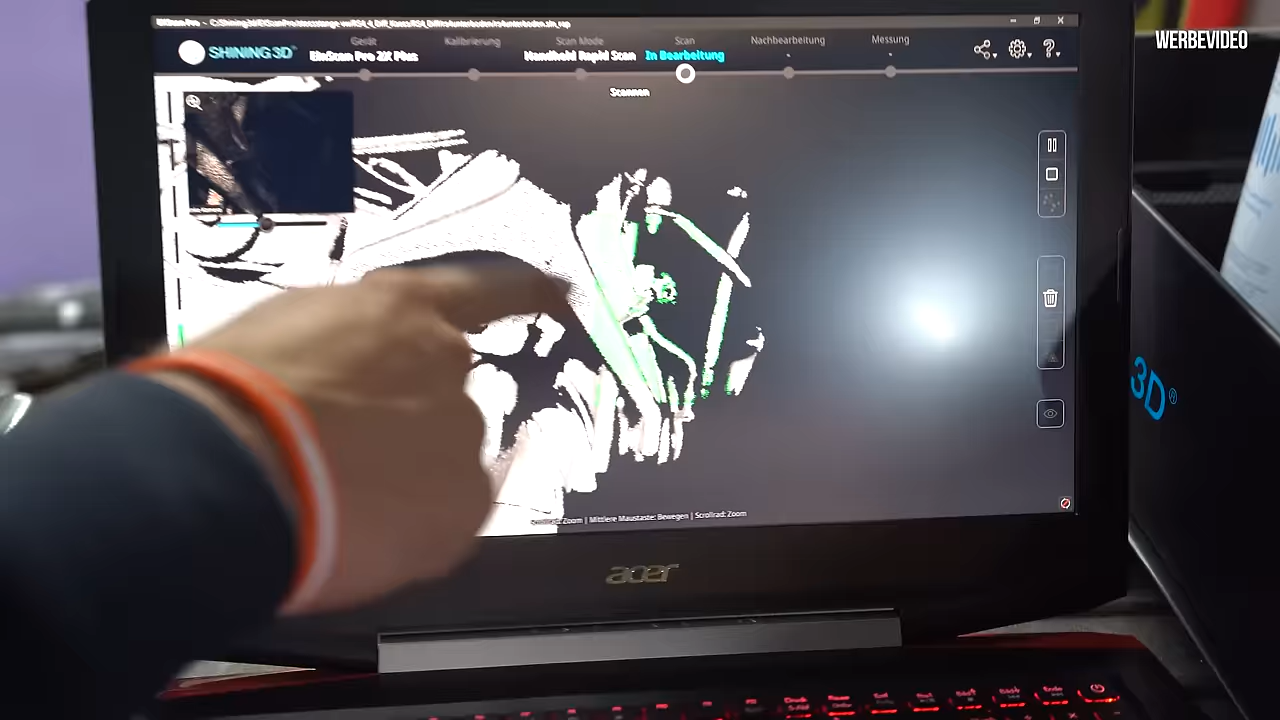 WERBEVIDEO
SHINING 3D
Gerät
EinScan Pro 2X Plus
Kalibrierung
Scan Mode
Handheld Rapid Scan
Scan
In Bearbeitung
Nachbearbeitung
-
Messung
-
Scannen
Zoom | Mittlere Maustaste: Bewegen | Scrollrad: Zoom
acer
3D®